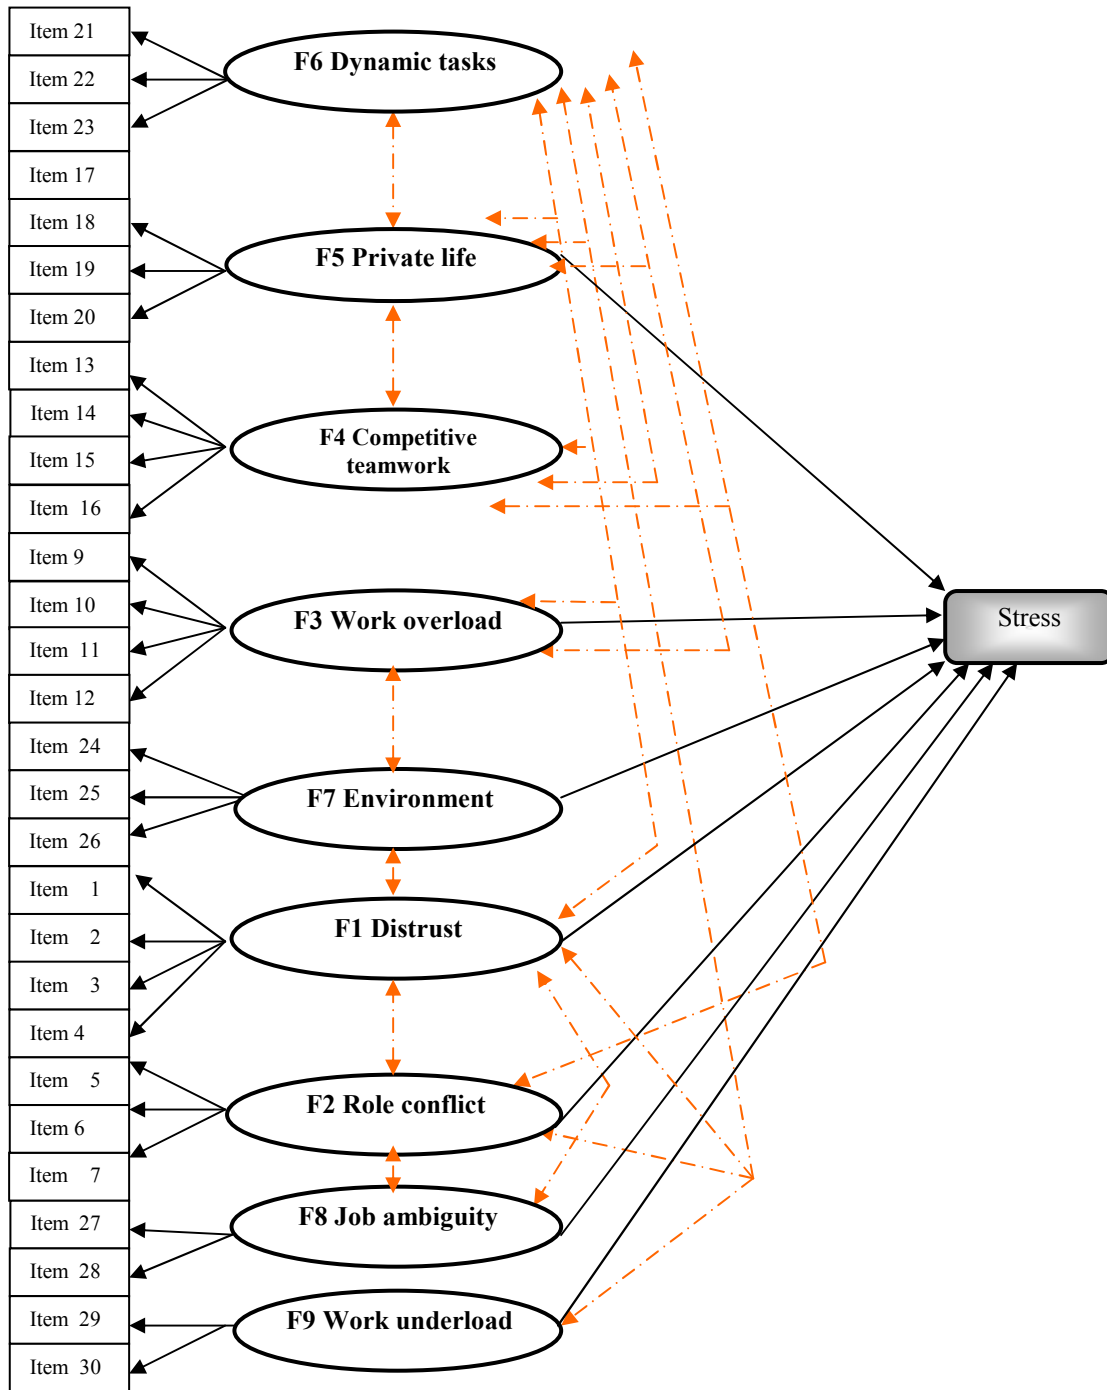 Item 21
Item 22
Item 23
Item 17
Item 18
Item 19
Item 20
Item 13
Item 14
Item 15
Item 16
Item 9
Item 10
Item 11
Item 12
Item 24
Item 25
Item 26
Item 1
Item 2
Item 3
Item 4
Item 5
Item 6
Item 7
Item 27
Item 28
Item 29
Item 30
F6 Dynamic tasks
F5 Private life
F4 Competitive
teamwork
F3 Work overload
F7 Environment
F1 Distrust
F2 Role conflict
F8 Job ambiguity
F9 Work underload
Stress